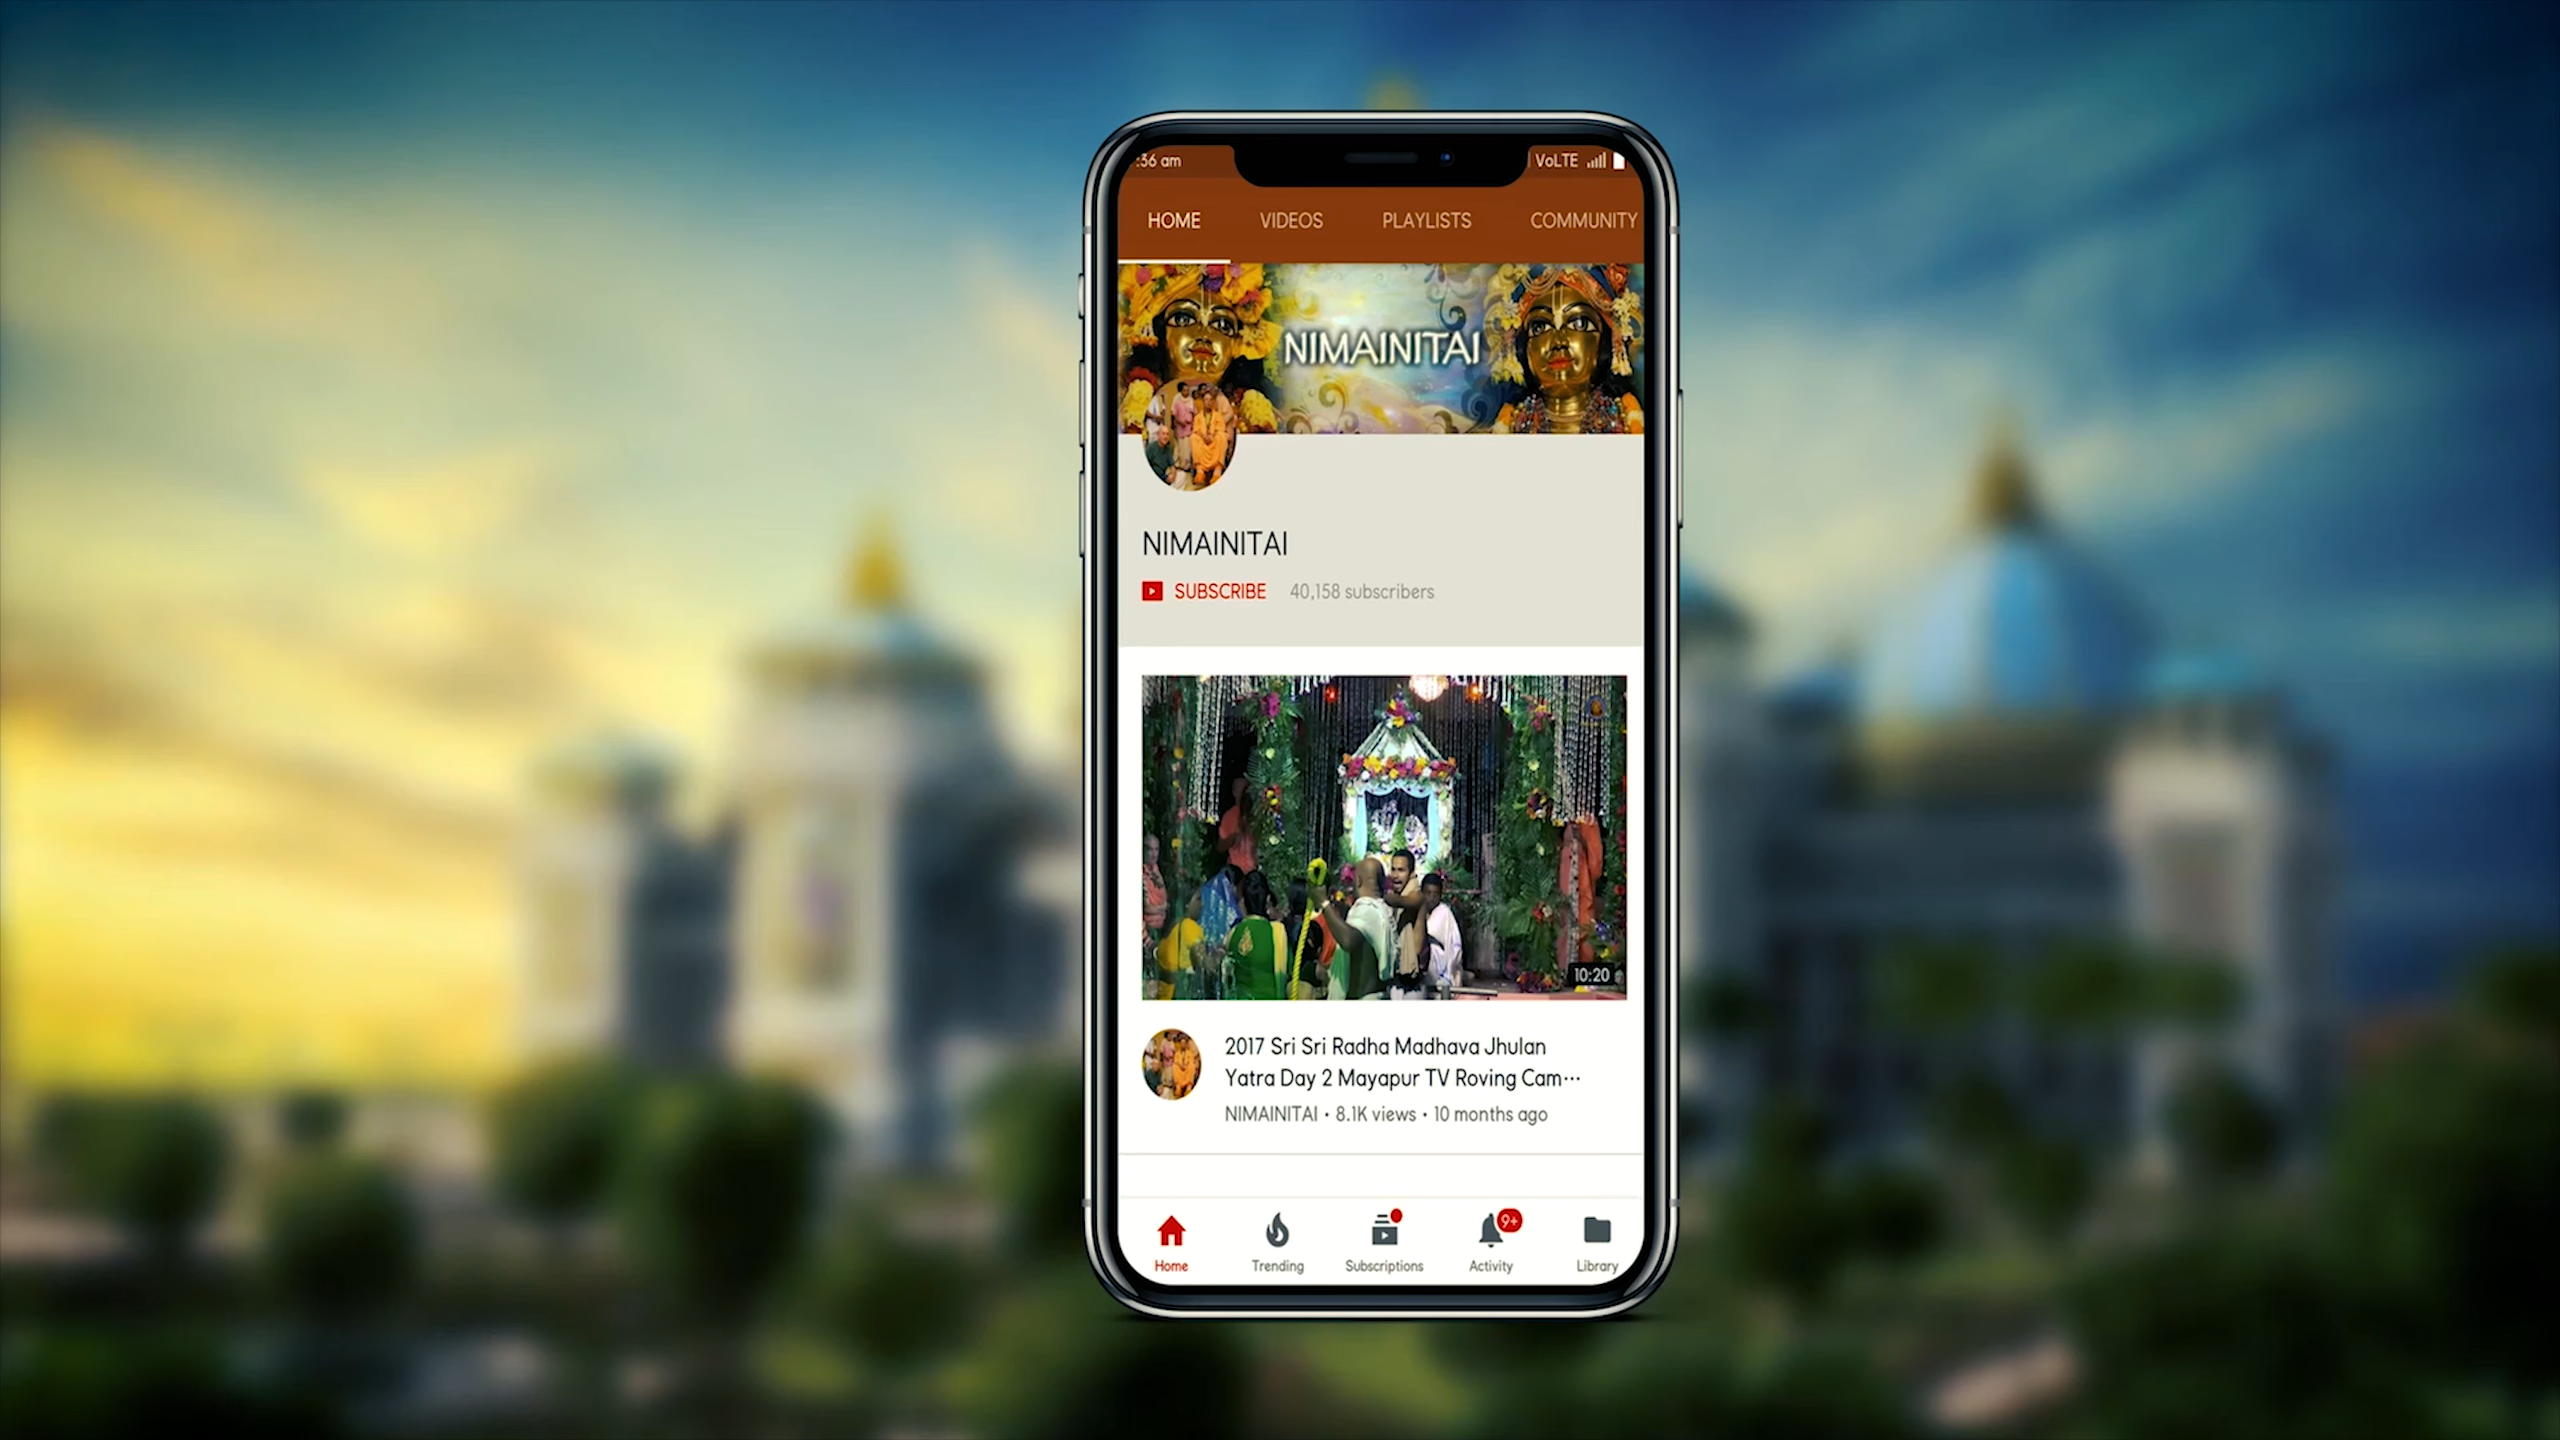 :36 am
VoLTE
HOME VIDEOS PLAYLISTS COMMUNITY
NIMAINITAI
NIMAINITAI
SUBSCRIBE 40,158 subscribers
10:20
2017 Sri Sri Radha Madhava Jhulan
Yatra Day 2 Mayapur TV Roving Cam...
NIMAINITAI • 8.1K views • 10 months ago
9+
Home Trending Subscriptions Activity Library